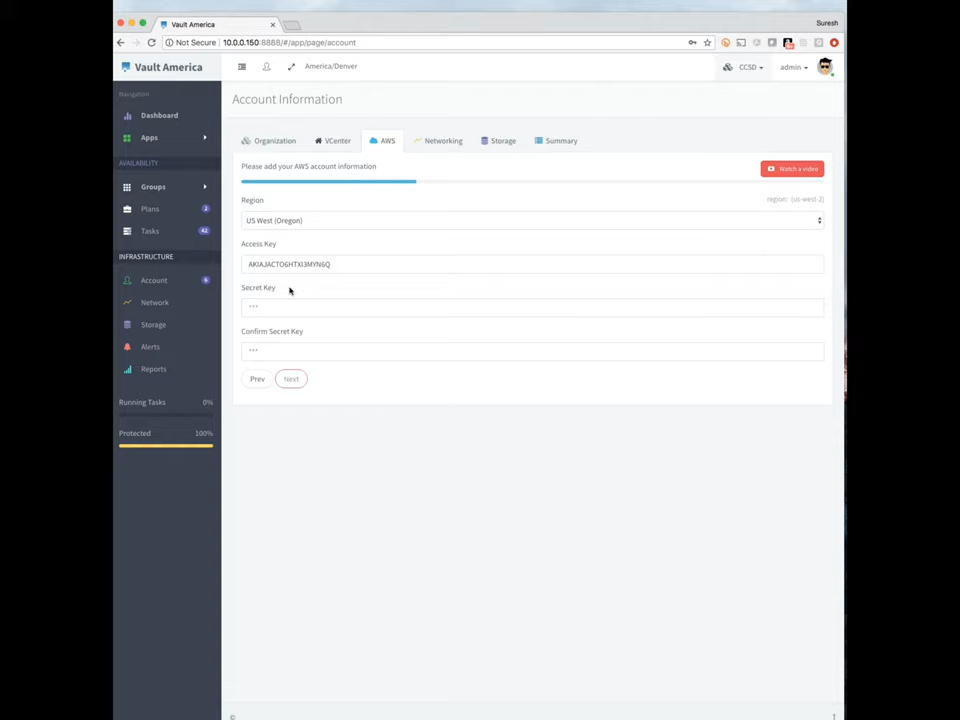 Vault America
Suresh
Not Secure 10.0.0.150:8888/#/app/page/account
Vault America
America/Denver
CCSD
admin
Navigation
Dashboard
Apps
AVAILABILITY
Groups
Plans 2
Tasks 42
INFRASTRUCTURE
Account 6
Network
Storage
Alerts
Reports
Running Tasks 0%
Protected 100%
Account Information
Organization
VCenter
AWS
Networking
Storage
Summary
Please add your AWS account information
Watch a video
Region
region: (us-west-2)
US West (Oregon)
Access Key
AKIAJACTO6HTXI3MYN6Q
Secret Key
***
Confirm Secret Key
***
Prev
Next
©